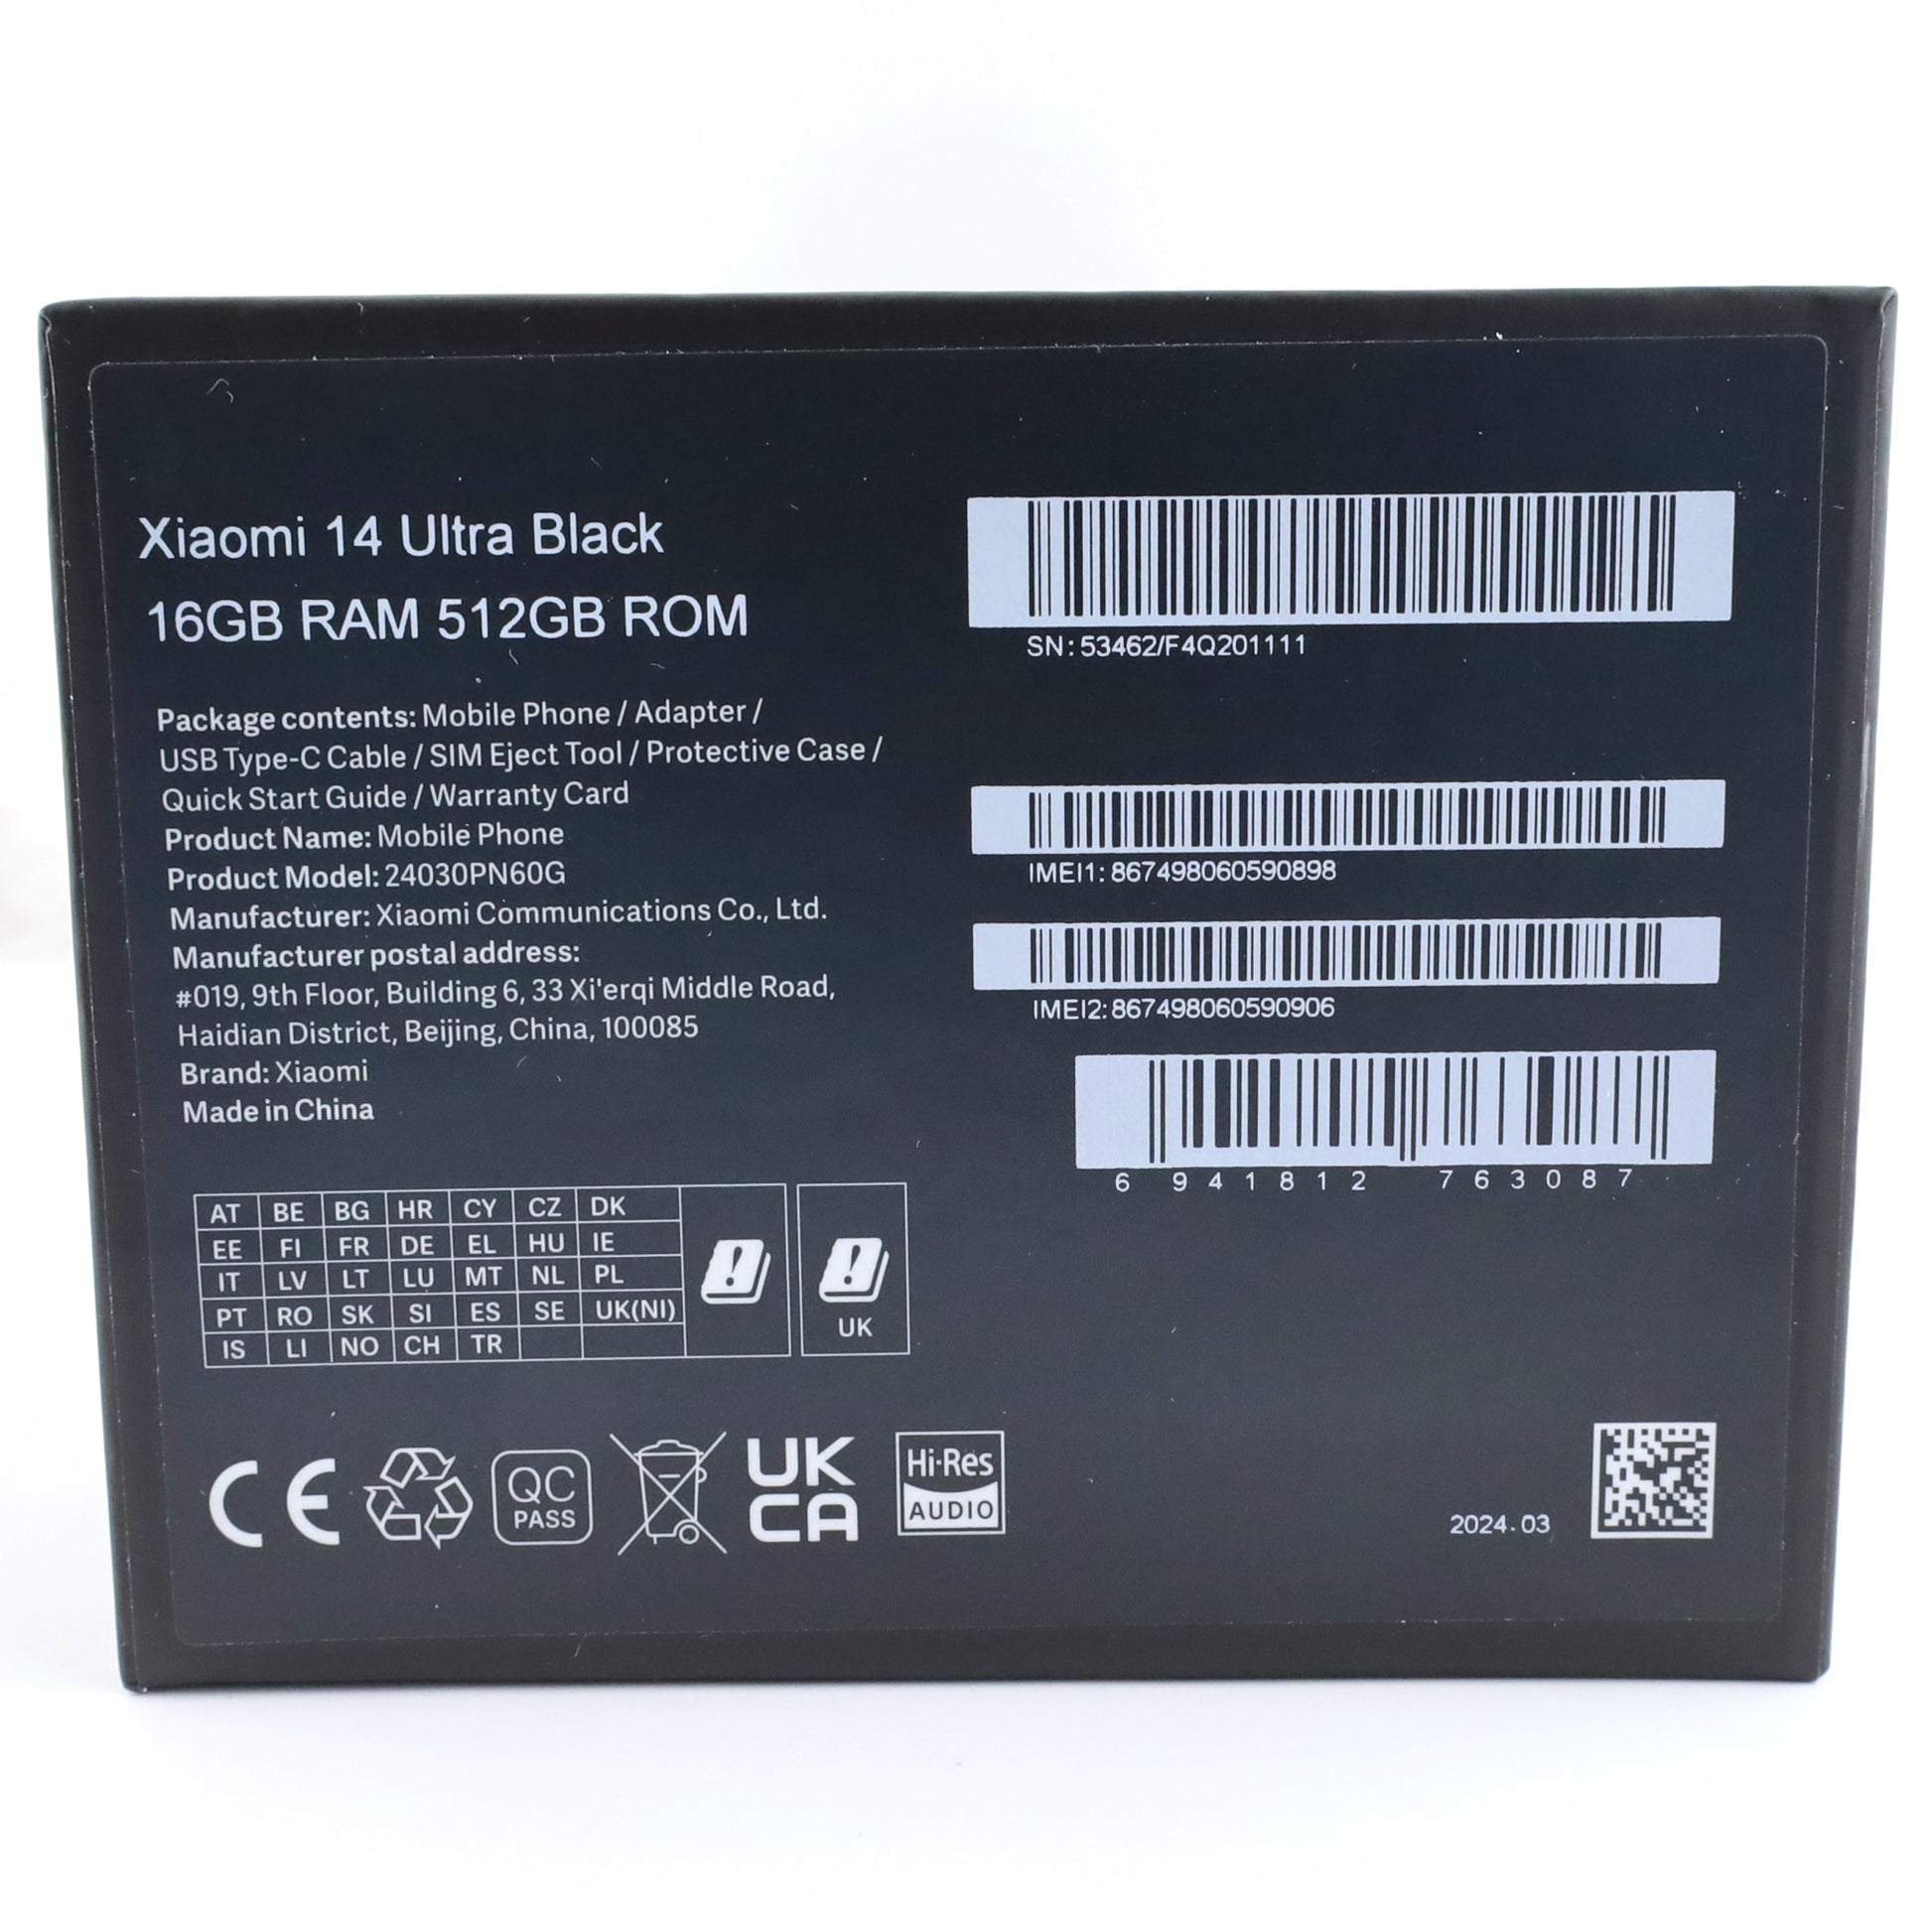 Xiaomi 14 Ultra Black
16GB RAM 512GB ROM
Package contents: Mobile Phone / Adapter /
USB Type-C Cable / SIM Eject Tool / Protective Case /
Quick Start Guide / Warranty Card
Product Name: Mobile Phone
Product Model: 24030PN60G
Manufacturer: Xiaomi Communications Co., Ltd.
Manufacturer postal address:
#019, 9th Floor, Building 6, 33 Xi'erqi Middle Road,
Haidian District, Beijing, China, 100085
Brand: Xiaomi
Made in China
AT BE BG HR CY CZ DK
EE FI FR DE EL HU IE
IT LV LT LU MT NL PL
PT RO SK SI ES SE UK(NI)
IS LI NO CH TR
UK
CE
QC
PASS
UK
CA
Hi-Res
AUDIO
SN: 53462/F4Q201111
IMEI1: 867498060590898
IMEI2: 867498060590906
6 941812 763087
2024.03